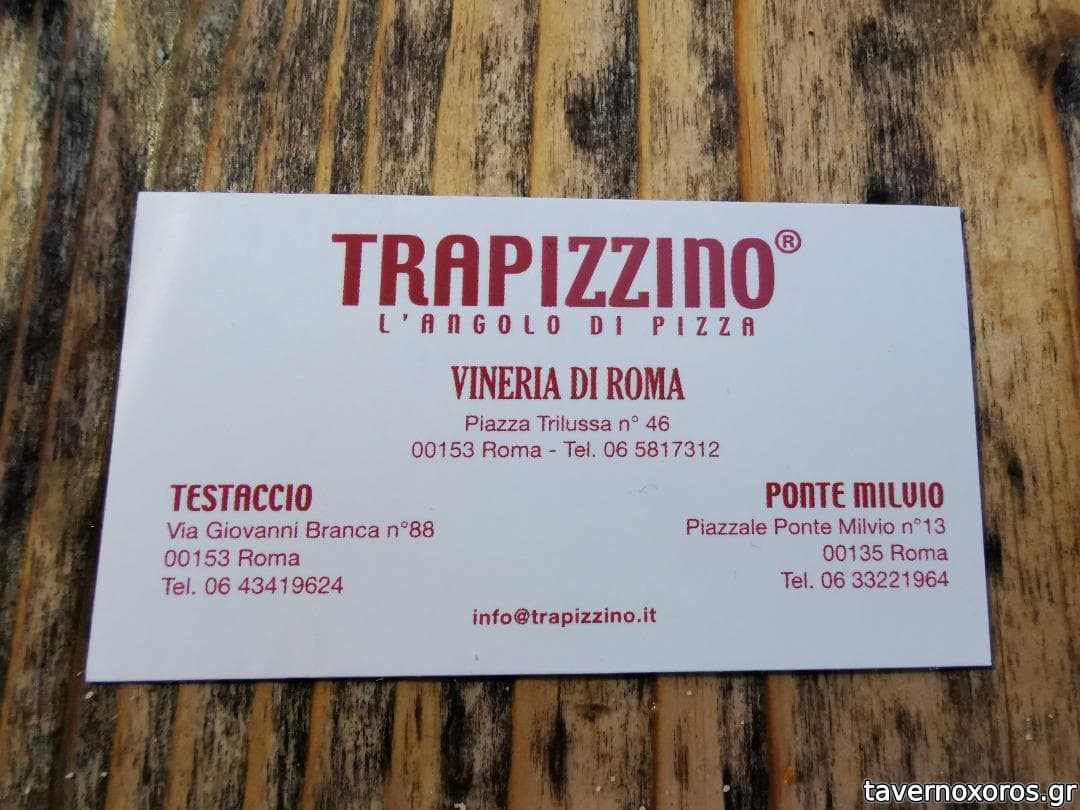 TRAPIZZINO®
L'ANGOLO DI PIZZA
VINERIA DI ROMA
Piazza Trilussa n° 46
00153 Roma - Tel. 06 5817312
TESTACCIO
Via Giovanni Branca n°88
00153 Roma
Tel. 06 43419624
PONTE MILVIO
Piazzale Ponte Milvio n°13
00135 Roma
Tel. 06 33221964
info@trapizzino.it
tavernoxoros.gr